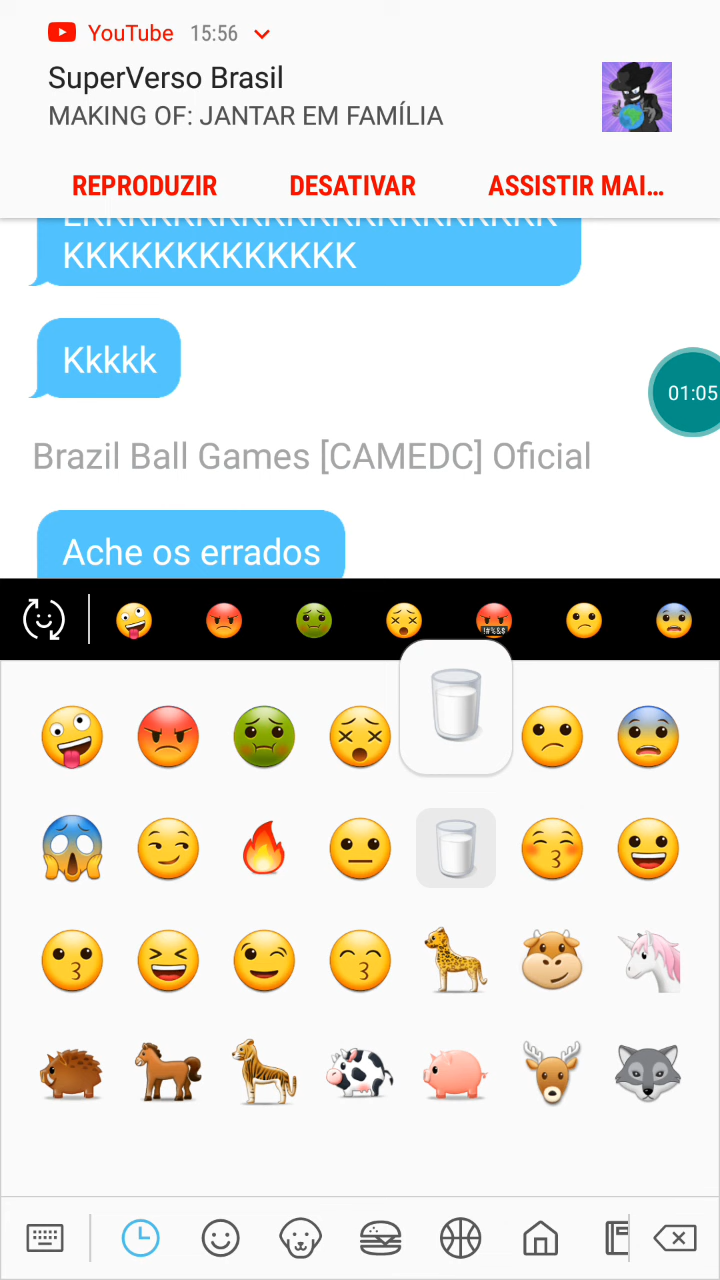 YouTube 15:56
SuperVerso Brasil
MAKING OF: JANTAR EM FAMÍLIA
REPRODUZIR DESATIVAR ASSISTIR MAI...
KKKKKKKKKKKKK
Kkkkk
01:05
Brazil Ball Games [CAMEDC] Oficial
Ache os errados